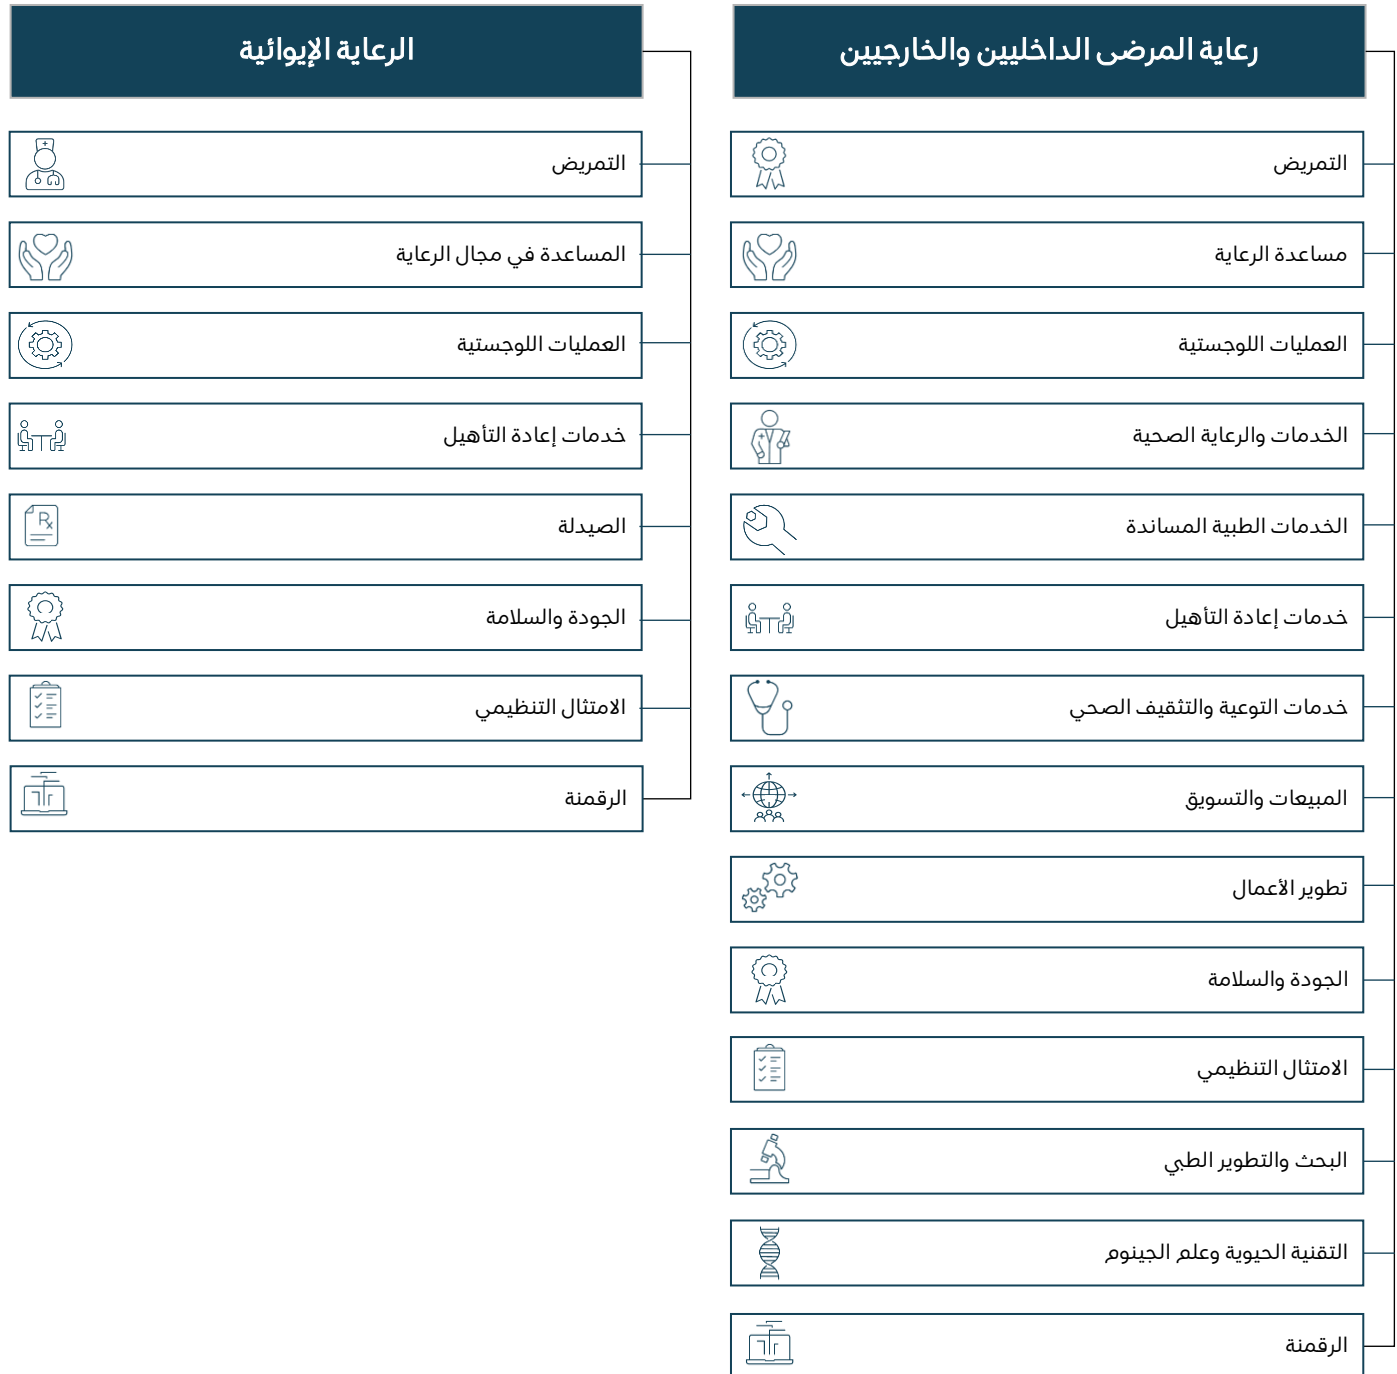 رعاية المرضى الداخليين والخارجيين
التمريض
مساعدة الرعاية
العمليات اللوجستية
الخدمات والرعاية الصحية
الخدمات الطبية المساندة
خدمات إعادة التأهيل
خدمات التوعية والتثقيف الصحي
المبيعات والتسويق
تطوير الأعمال
الجودة والسلامة
الامتثال التنظيمي
البحث والتطوير الطبي
التقنية الحيوية وعلم الجينوم
الرقمنة
الرعاية الإيوائية
التمريض
المساعدة في مجال الرعاية
العمليات اللوجستية
خدمات إعادة التأهيل
Rx
الصيدلة
الجودة والسلامة
الامتثال التنظيمي
الرقمنة